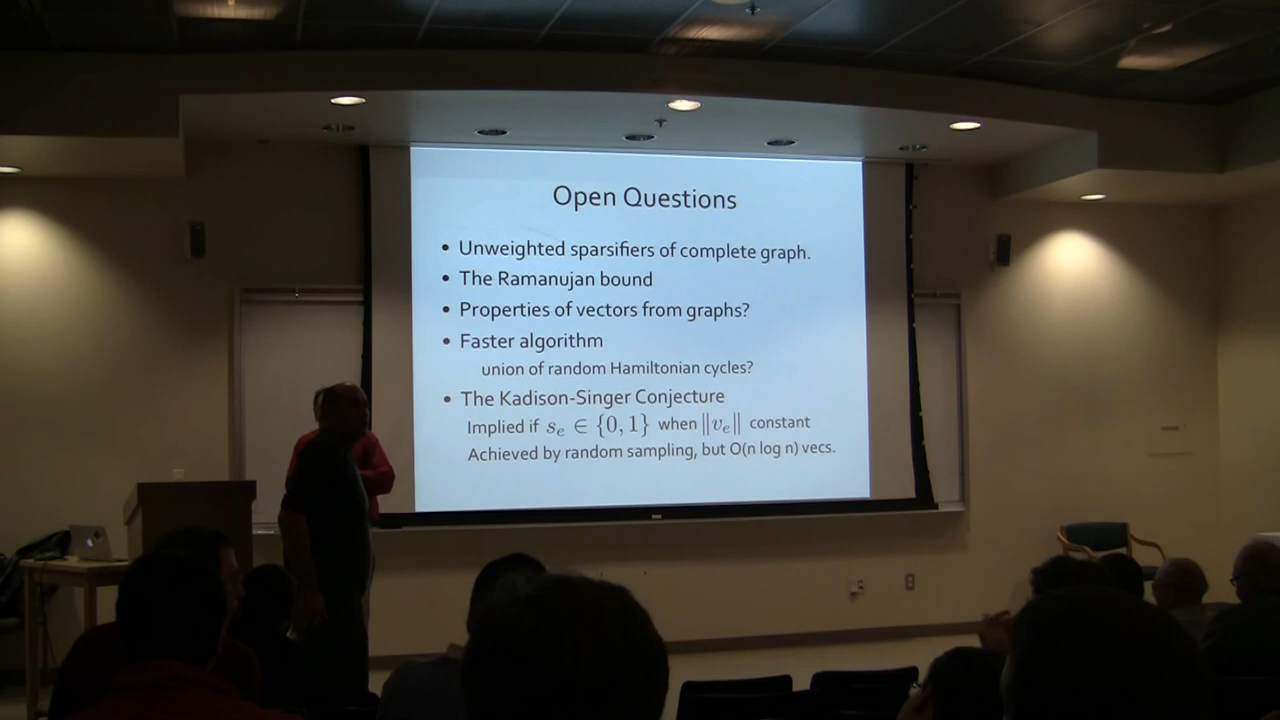 Open Questions
• Unweighted sparsifiers of complete graph.
• The Ramanujan bound
• Properties of vectors from graphs?
• Faster algorithm
union of random Hamiltonian cycles?
• The Kadison-Singer Conjecture
Implied if sₑ ∈ {0, 1} when ‖vₑ‖ constant
Achieved by random sampling, but O(n log n) vecs.